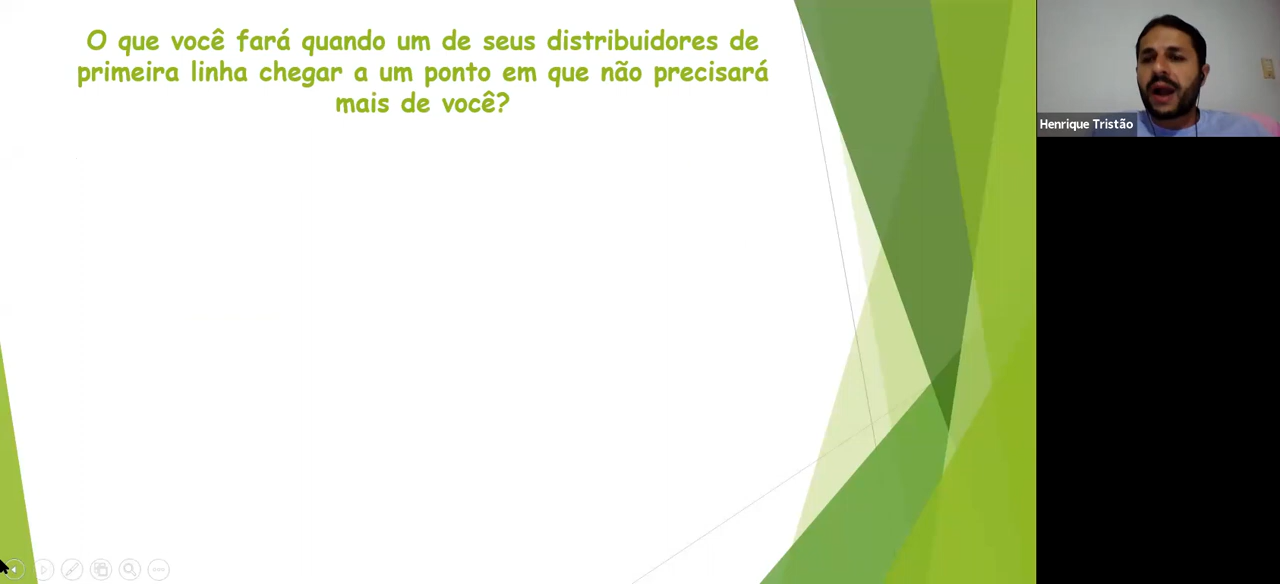 O que você fará quando um de seus distribuidores de
primeira linha chegar a um ponto em que não precisará
mais de você?
Henrique Tristão